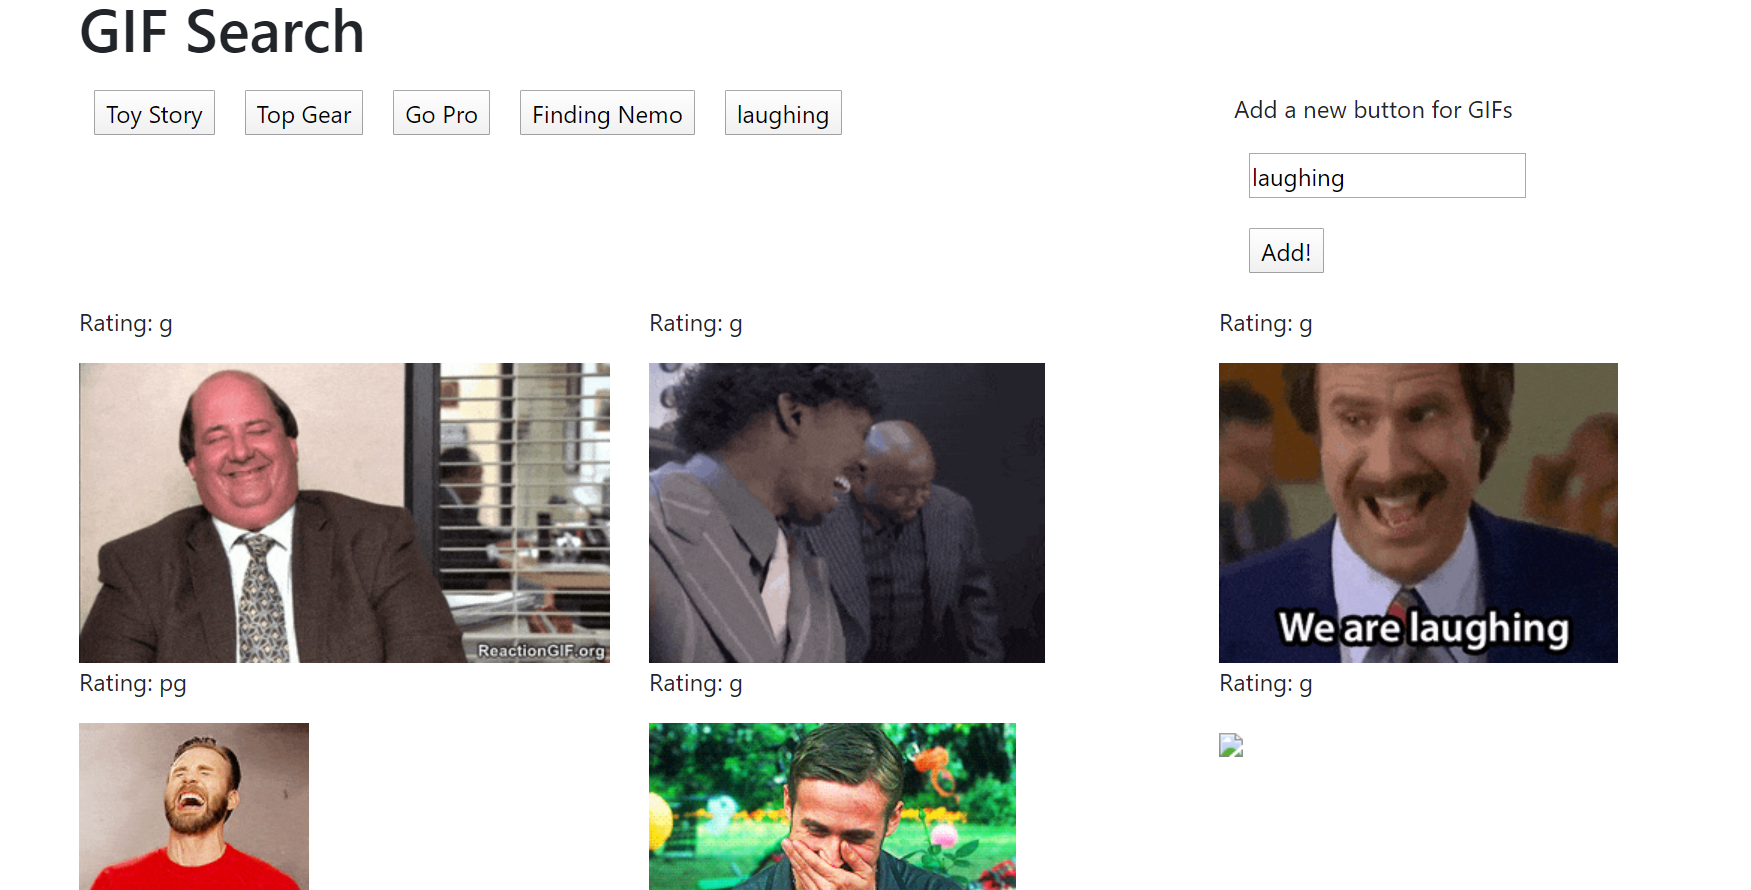 GIF Search
Toy Story Top Gear Go Pro Finding Nemo laughing
Add a new button for GIFs
laughing
Add!
Rating: g Rating: g Rating: g
ReactionGIF.org
We are laughing
Rating: pg Rating: g Rating: g